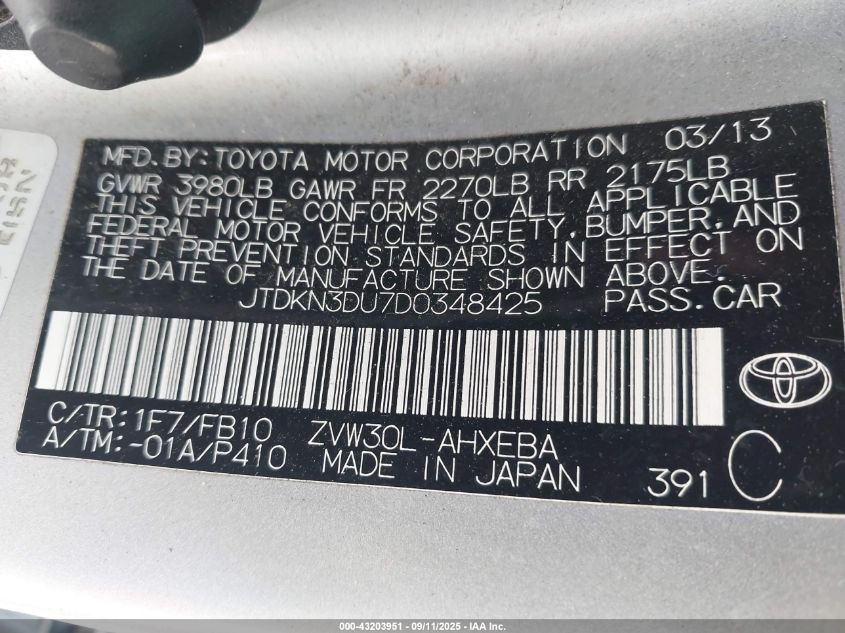 MFD. BY: TOYOTA MOTOR CORPORATION 03/13
GVWR 3980LB GAWR FR 2270LB RR 2175LB
THIS VEHICLE CONFORMS TO ALL APPLICABLE
FEDERAL MOTOR VEHICLE SAFETY, BUMPER, AND
THEFT PREVENTION STANDARDS IN EFFECT ON
THE DATE OF MANUFACTURE SHOWN ABOVE.
JTDKN3DU7D0348425 PASS. CAR
C/TR: 1F7/FB10 ZVW30L-AHXEBA
A/TM: -01A/P410 MADE IN JAPAN 391 C
000-43203951 - 09/11/2025 - IAA Inc.